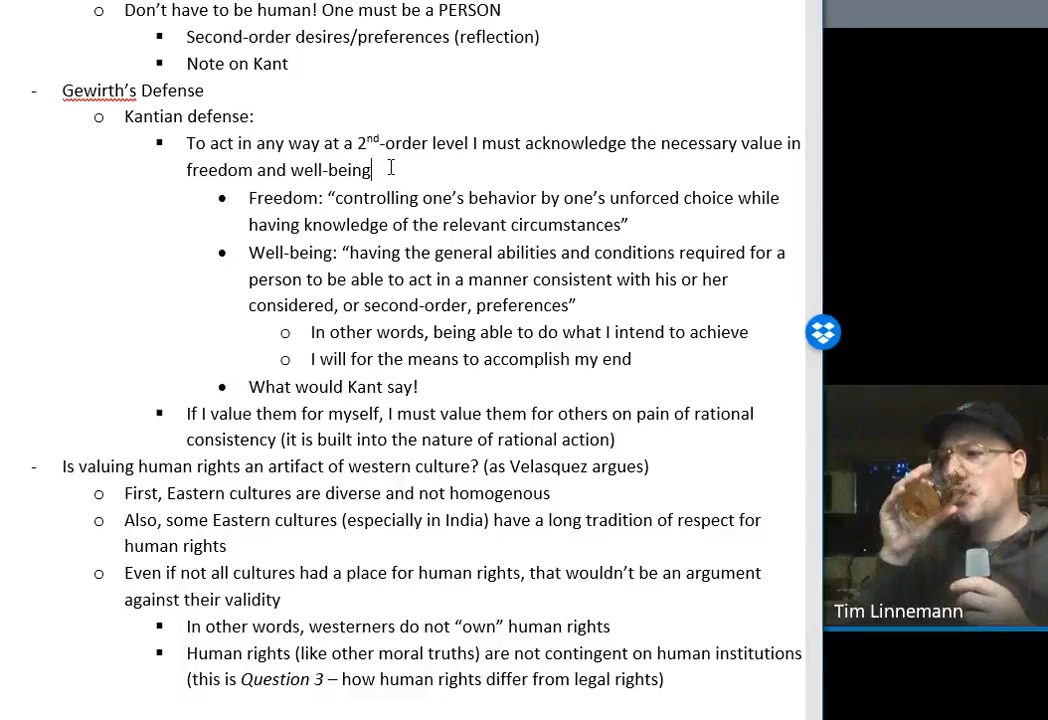 o Don’t have to be human! One must be a PERSON
▪ Second-order desires/preferences (reflection)
▪ Note on Kant
- Gewirth’s Defense
o Kantian defense:
▪ To act in any way at a 2nd-order level I must acknowledge the necessary value in
freedom and well-being
• Freedom: “controlling one’s behavior by one’s unforced choice while
having knowledge of the relevant circumstances”
• Well-being: “having the general abilities and conditions required for a
person to be able to act in a manner consistent with his or her
considered, or second-order, preferences”
o In other words, being able to do what I intend to achieve
o I will for the means to accomplish my end
• What would Kant say!
▪ If I value them for myself, I must value them for others on pain of rational
consistency (it is built into the nature of rational action)
- Is valuing human rights an artifact of western culture? (as Velasquez argues)
o First, Eastern cultures are diverse and not homogenous
o Also, some Eastern cultures (especially in India) have a long tradition of respect for
human rights
o Even if not all cultures had a place for human rights, that wouldn’t be an argument
against their validity
▪ In other words, westerners do not “own” human rights
▪ Human rights (like other moral truths) are not contingent on human institutions
(this is Question 3 – how human rights differ from legal rights)
Tim Linnemann